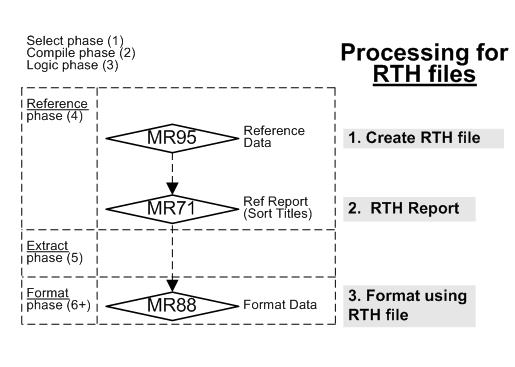 Select phase (1)
Compile phase (2)
Logic phase (3)
Processing for
RTH files
Reference
phase (4)
MR95
Reference
Data
1. Create RTH file
MR71
Ref Report
(Sort Titles)
2. RTH Report
Extract
phase (5)
Format
phase (6+)
MR88
Format Data
3. Format using
RTH file